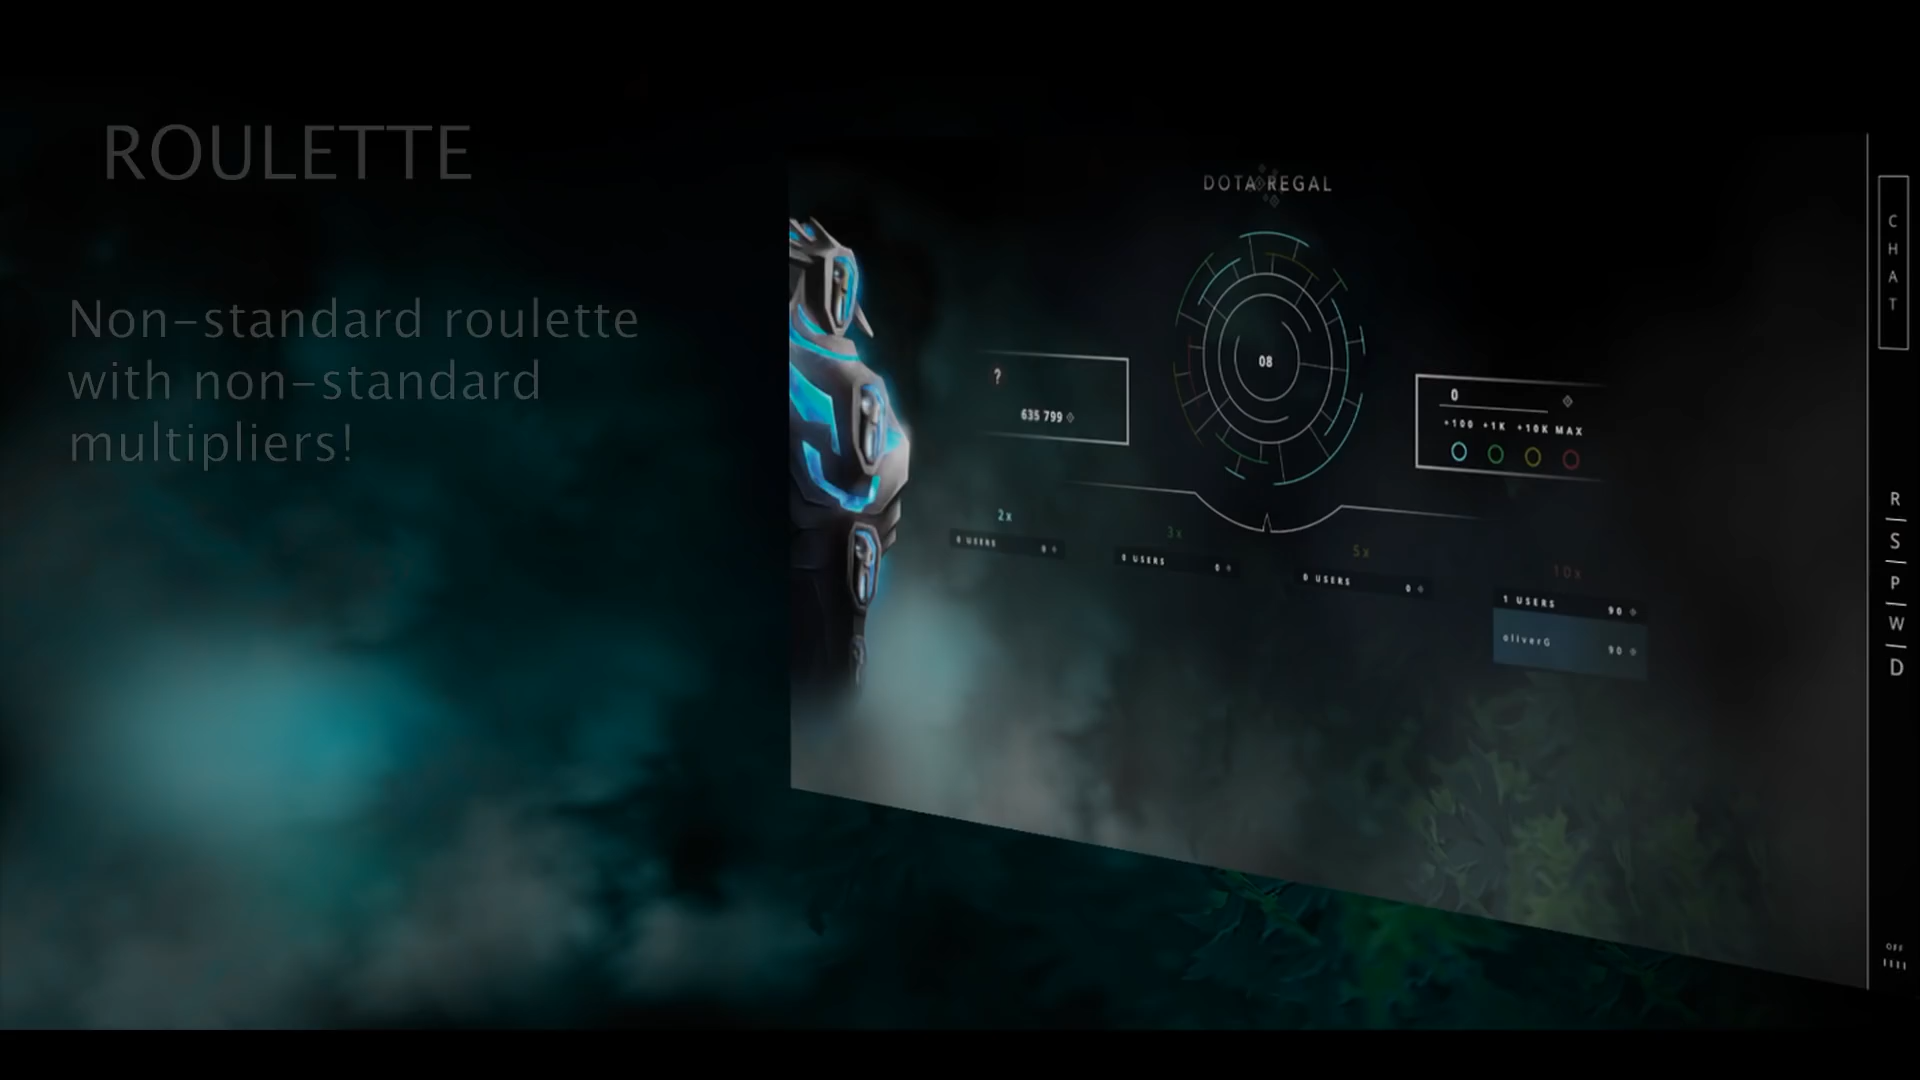 ROULETTE
Non-standard roulette
with non-standard
multipliers!
DOTA REGAL
08
?
635 799
0
+100 +1K +10K MAX
2x
0 USERS 0
3x
0 USERS 0
5x
0 USERS 0
10x
1 USERS 90
oliverG 90
CHAT
R
S
P
W
D
OFF